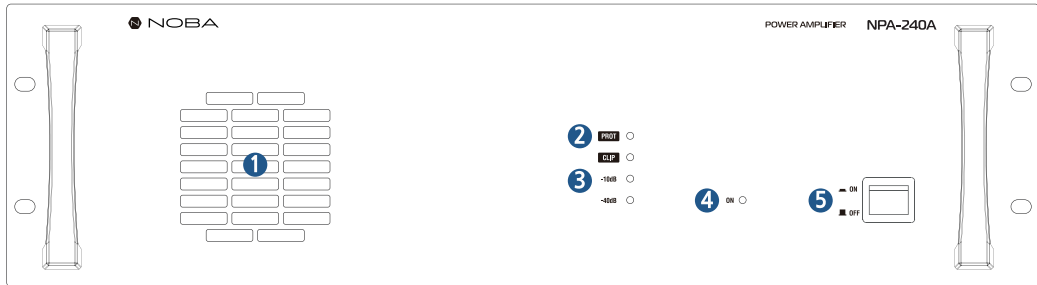 NOBA
POWER AMPLIFIER NPA-240A
1
2 PROT
CLIP
3 -10dB
-40dB
4 ON
5 ON
OFF